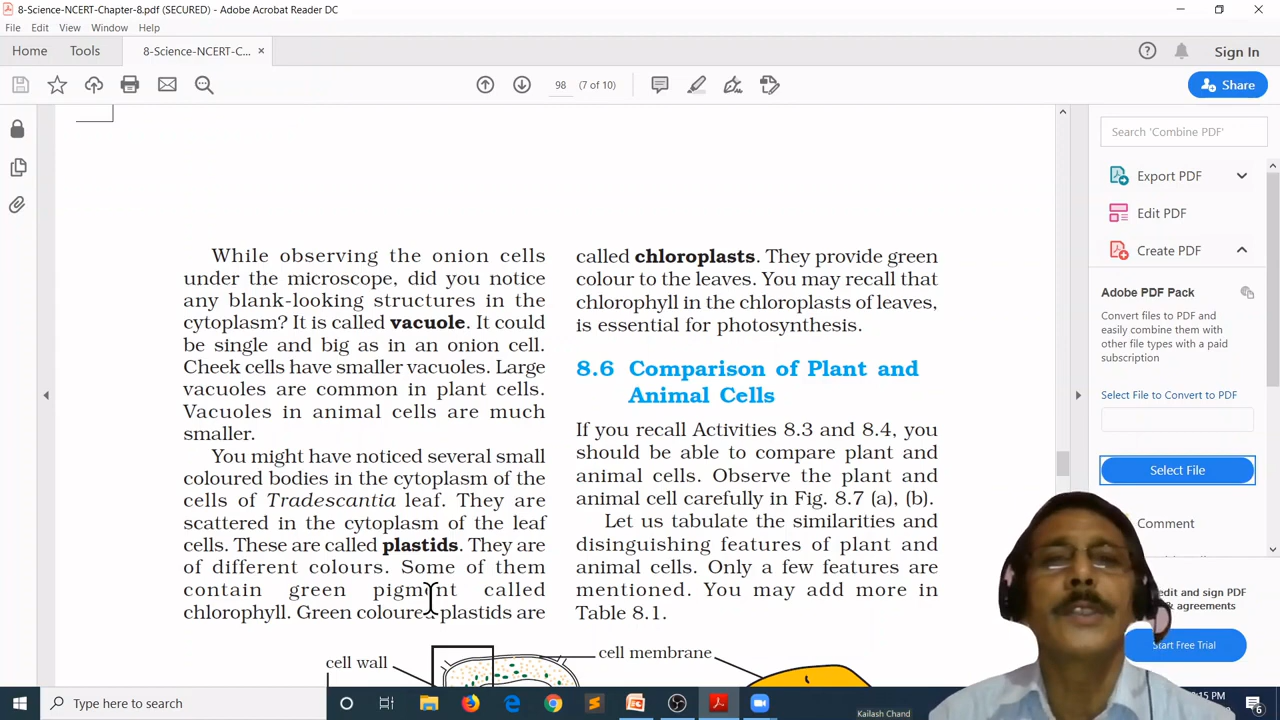 8-Science-NCERT-Chapter-8.pdf (SECURED) - Adobe Acrobat Reader DC
File Edit View Window Help
Home Tools 8-Science-NCERT-C... × Sign In
98 (7 of 10) Share
While observing the onion cells
under the microscope, did you notice
any blank-looking structures in the
cytoplasm? It is called vacuole. It could
be single and big as in an onion cell.
Cheek cells have smaller vacuoles. Large
vacuoles are common in plant cells.
Vacuoles in animal cells are much
smaller.
You might have noticed several small
coloured bodies in the cytoplasm of the
cells of Tradescantia leaf. They are
scattered in the cytoplasm of the leaf
cells. These are called plastids. They are
of different colours. Some of them
contain green pigment called
chlorophyll. Green coloured plastids are
called chloroplasts. They provide green
colour to the leaves. You may recall that
chlorophyll in the chloroplasts of leaves,
is essential for photosynthesis.
8.6 Comparison of Plant and
Animal Cells
If you recall Activities 8.3 and 8.4, you
should be able to compare plant and
animal cells. Observe the plant and
animal cell carefully in Fig. 8.7 (a), (b).
Let us tabulate the similarities and
disinguishing features of plant and
animal cells. Only a few features are
mentioned. You may add more in
Table 8.1.
cell wall
cell membrane
Search 'Combine PDF'
Export PDF
Edit PDF
Create PDF
Adobe PDF Pack
Convert files to PDF and
easily combine them with
other file types with a paid
subscription
Select File to Convert to PDF
Select File
Comment
edit and sign PDF
& agreements
Start Free Trial
Type here to search
Kailash Chand
:15 PM
6